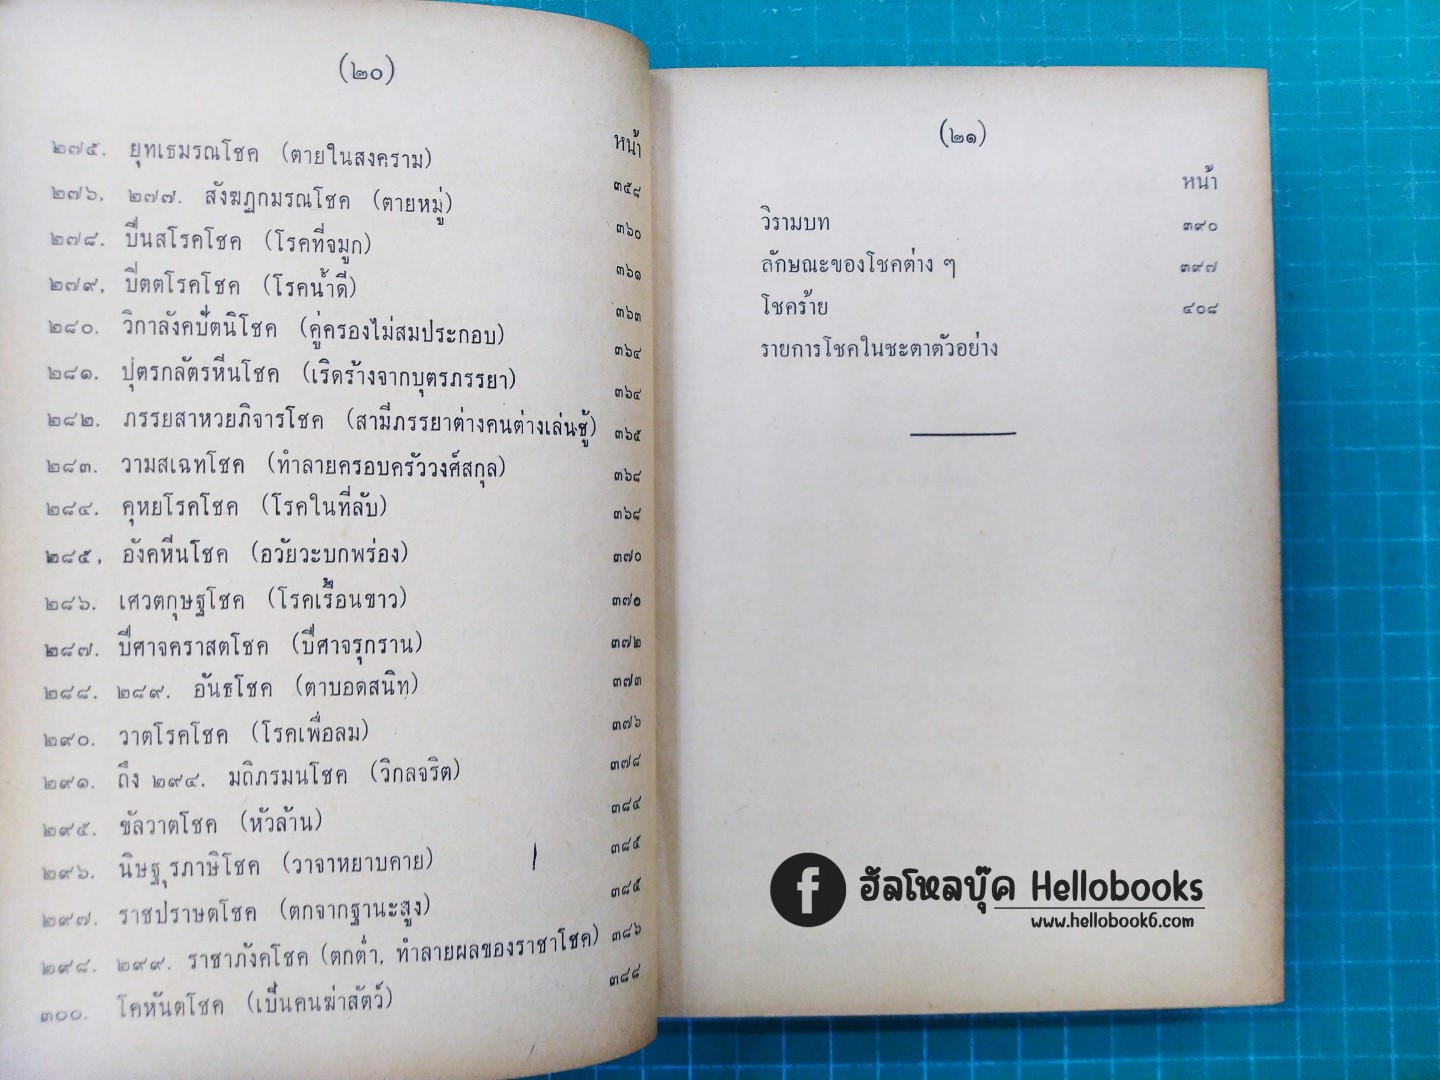 (๒๐)
หน้า
๒๗๕. ยุทเธมรณโชค (ตายในสงคราม) ๓๕๘
๒๗๖, ๒๗๗. สังฆฏกมรณโชค (ตายหมู่) ๓๖๐
๒๗๘. ปีนสโรคโชค (โรคที่จมูก) ๓๖๑
๒๗๙, ปิตตโรคโชค (โรคน้ำดี) ๓๖๓
๒๘๐. วิกาลังคปัตนิโชค (คู่ครองไม่สมประกอบ) ๓๖๔
๒๘๑. ปุตรกลัตรหีนโชค (เริดร้างจากบุตรภรรยา) ๓๖๔
๒๘๒. ภรรยสาหวยภิจารโชค (สามีภรรยาต่างคนต่างเล่นชู้) ๓๖๕
๒๘๓. วามสเฉทโชค (ทำลายครอบครัววงศ์สกุล) ๓๖๘
๒๘๔. คุหยโรคโชค (โรคในที่ลับ) ๓๖๘
๒๘๕, อังคหีนโชค (อวัยวะบกพร่อง) ๓๗๐
๒๘๖. เศวตกุษฐโชค (โรคเรื้อนขาว) ๓๗๑
๒๘๗. ปีศาจคราสตโชค (ปีศาจรุกราน) ๓๗๒
๒๘๘. ๒๘๙. อันธโชค (ตาบอดสนิท) ๓๗๓
๒๙๐. วาตโรคโชค (โรคเพื่อลม) ๓๗๖
๒๙๑. ถึง ๒๙๔. มถิภรมนโชค (วิกลจริต) ๓๗๘
๒๙๕. ขัลวาตโชค (หัวล้าน) ๓๘๔
๒๙๖. นิษฐุรภาษิโชค (วาจาหยาบคาย) ๓๘๕
๒๙๗. ราชปราษตโชค (ตกจากฐานะสูง) ๓๘๕
๒๙๘. ๒๙๙. ราชาภังคโชค (ตกต่ำ, ทำลายผลของราชาโชค) ๓๘๖
๓๐๐. โคหันตโชค (เป็นคนฆ่าสัตว์) ๓๘๘
(๒๑)
หน้า
วิรามบท ๓๙๐
ลักษณะของโชคต่าง ๆ ๓๙๗
โชคร้าย ๔๐๘
รายการโชคในชะตาตัวอย่าง
f ฮัลโหลบุ๊ค Hellobooks
www.hellobook6.com